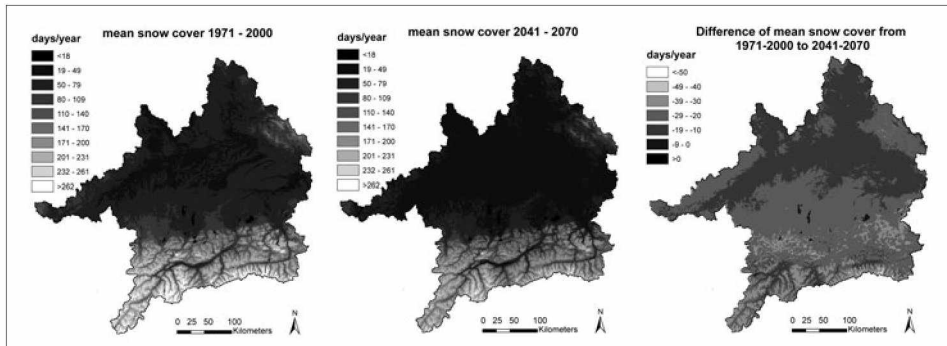 mean snow cover 1971 - 2000
days/year
<18
19 - 49
50 - 79
80 - 109
110 - 140
141 - 170
171 - 200
201 - 231
232 - 261
>262
0 25 50 100
Kilometers
N
mean snow cover 2041 - 2070
days/year
<18
19 - 49
50 - 79
80 - 109
110 - 140
141 - 170
171 - 200
201 - 231
232 - 261
>262
0 25 50 100
Kilometers
N
Difference of mean snow cover from
1971-2000 to 2041-2070
days/year
<-50
-49 - -40
-39 - -30
-29 - -20
-19 - -10
-9 - 0
>0
0 25 50 100
Kilometers
N